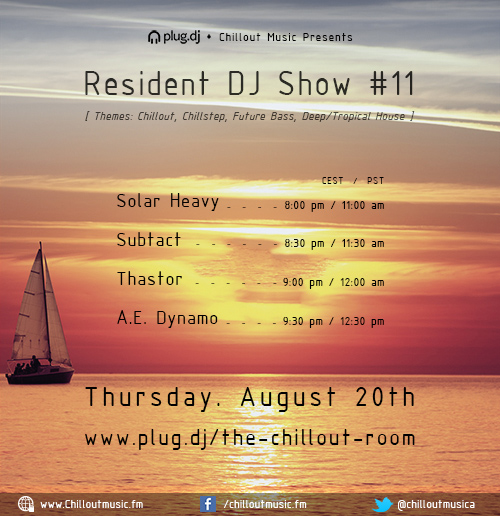 plug.dj • Chillout Music Presents
Resident DJ Show #11
[ Themes: Chillout, Chillstep, Future Bass, Deep/Tropical House ]
CEST / PST
Solar Heavy _ _ _ _ 8:00 pm / 11:00 am
Subtact _ _ _ _ _ _ 8:30 pm / 11:30 am
Thastor _ _ _ _ _ _ 9:00 pm / 12:00 am
A.E. Dynamo _ _ _ _ 9:30 pm / 12:30 pm
Thursday. August 20th
www.plug.dj/the-chillout-room
www.Chilloutmusic.fm f /chilloutmusic.fm @chilloutmusica